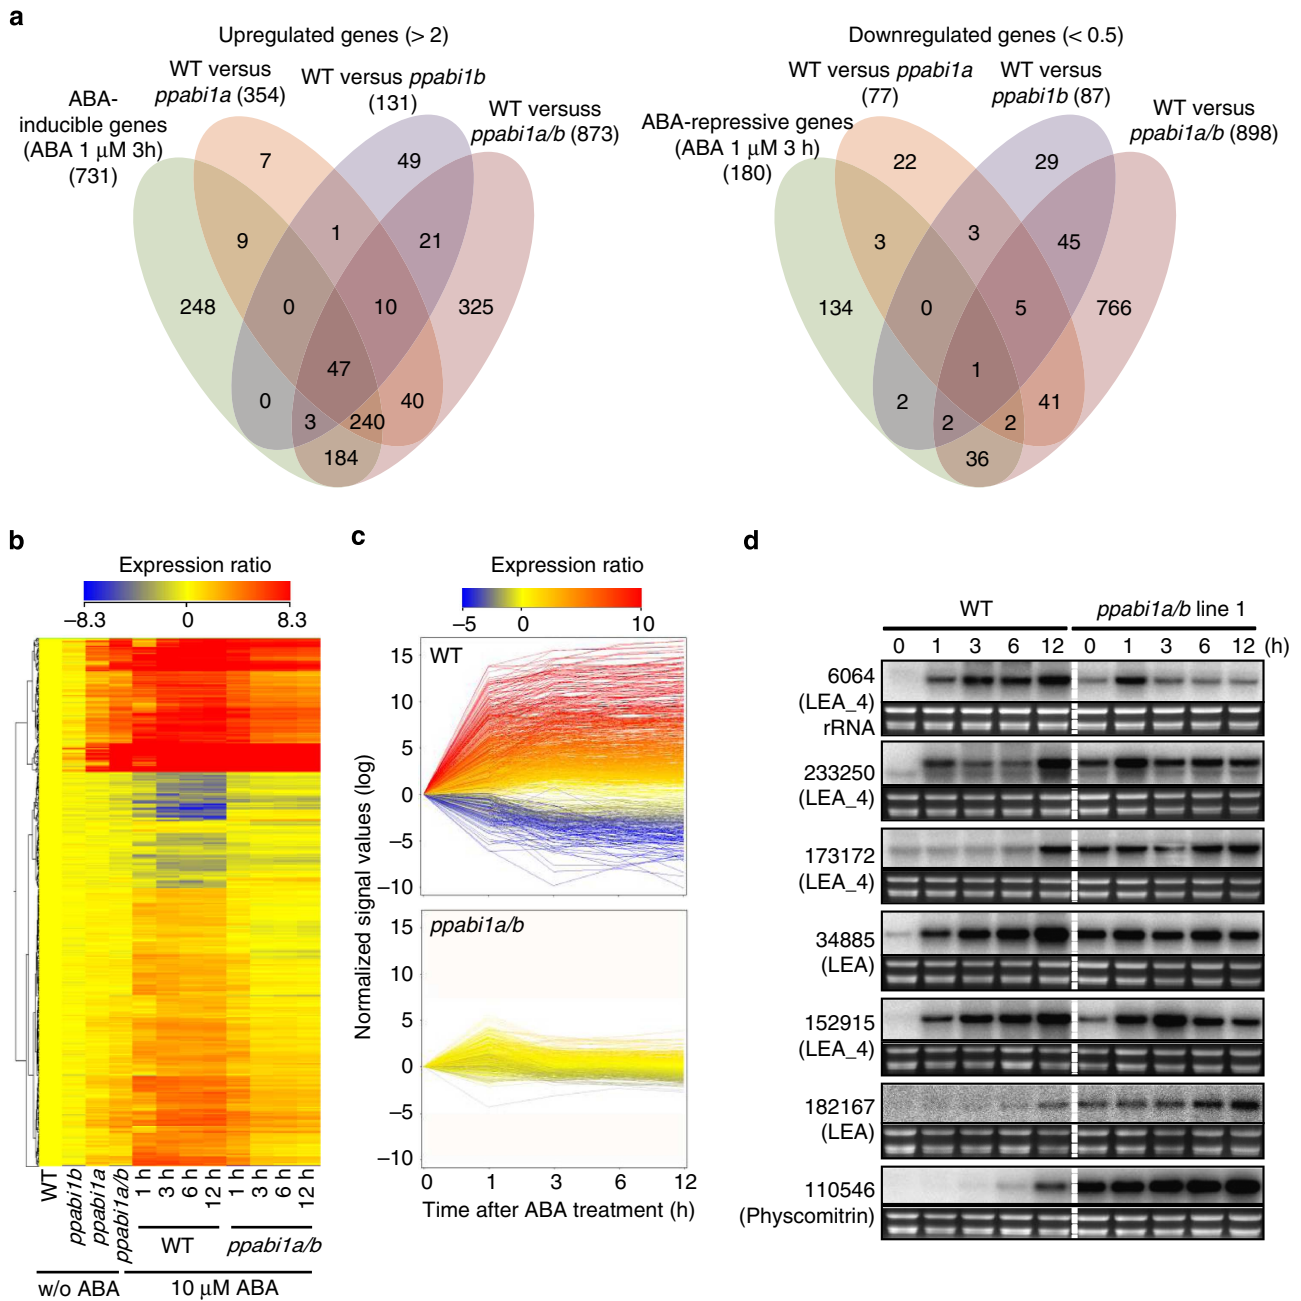 a
Upregulated genes (> 2)
ABA-
inducible genes
(ABA 1 μM 3h)
(731)
WT versus
ppabi1a (354)
WT versus ppabi1b
(131)
WT versuss
ppabi1a/b (873)
7
49
9
1
21
248
0
10
325
47
0
3
240
40
184
Downregulated genes (< 0.5)
ABA-repressive genes
(ABA 1 μM 3 h)
(180)
WT versus ppabi1a
(77)
WT versus
ppabi1b (87)
WT versus
ppabi1a/b (898)
22
29
3
3
45
134
0
5
766
1
2
2
2
41
36
b
Expression ratio
–8.3 0 8.3
WT
ppabi1b
ppabi1a
ppabi1a/b
1 h
3 h
6 h
12 h
1 h
3 h
6 h
12 h
WT
ppabi1a/b
w/o ABA
10 μM ABA
c
Expression ratio
–5 0 10
Normalized signal values (log)
WT
15
10
5
0
–5
–10
ppabi1a/b
15
10
5
0
–5
–10
0 1 3 6 12
Time after ABA treatment (h)
d
WT
ppabi1a/b line 1
0 1 3 6 12 0 1 3 6 12 (h)
6064
(LEA_4)
rRNA
233250
(LEA_4)
173172
(LEA_4)
34885
(LEA)
152915
(LEA_4)
182167
(LEA)
110546
(Physcomitrin)